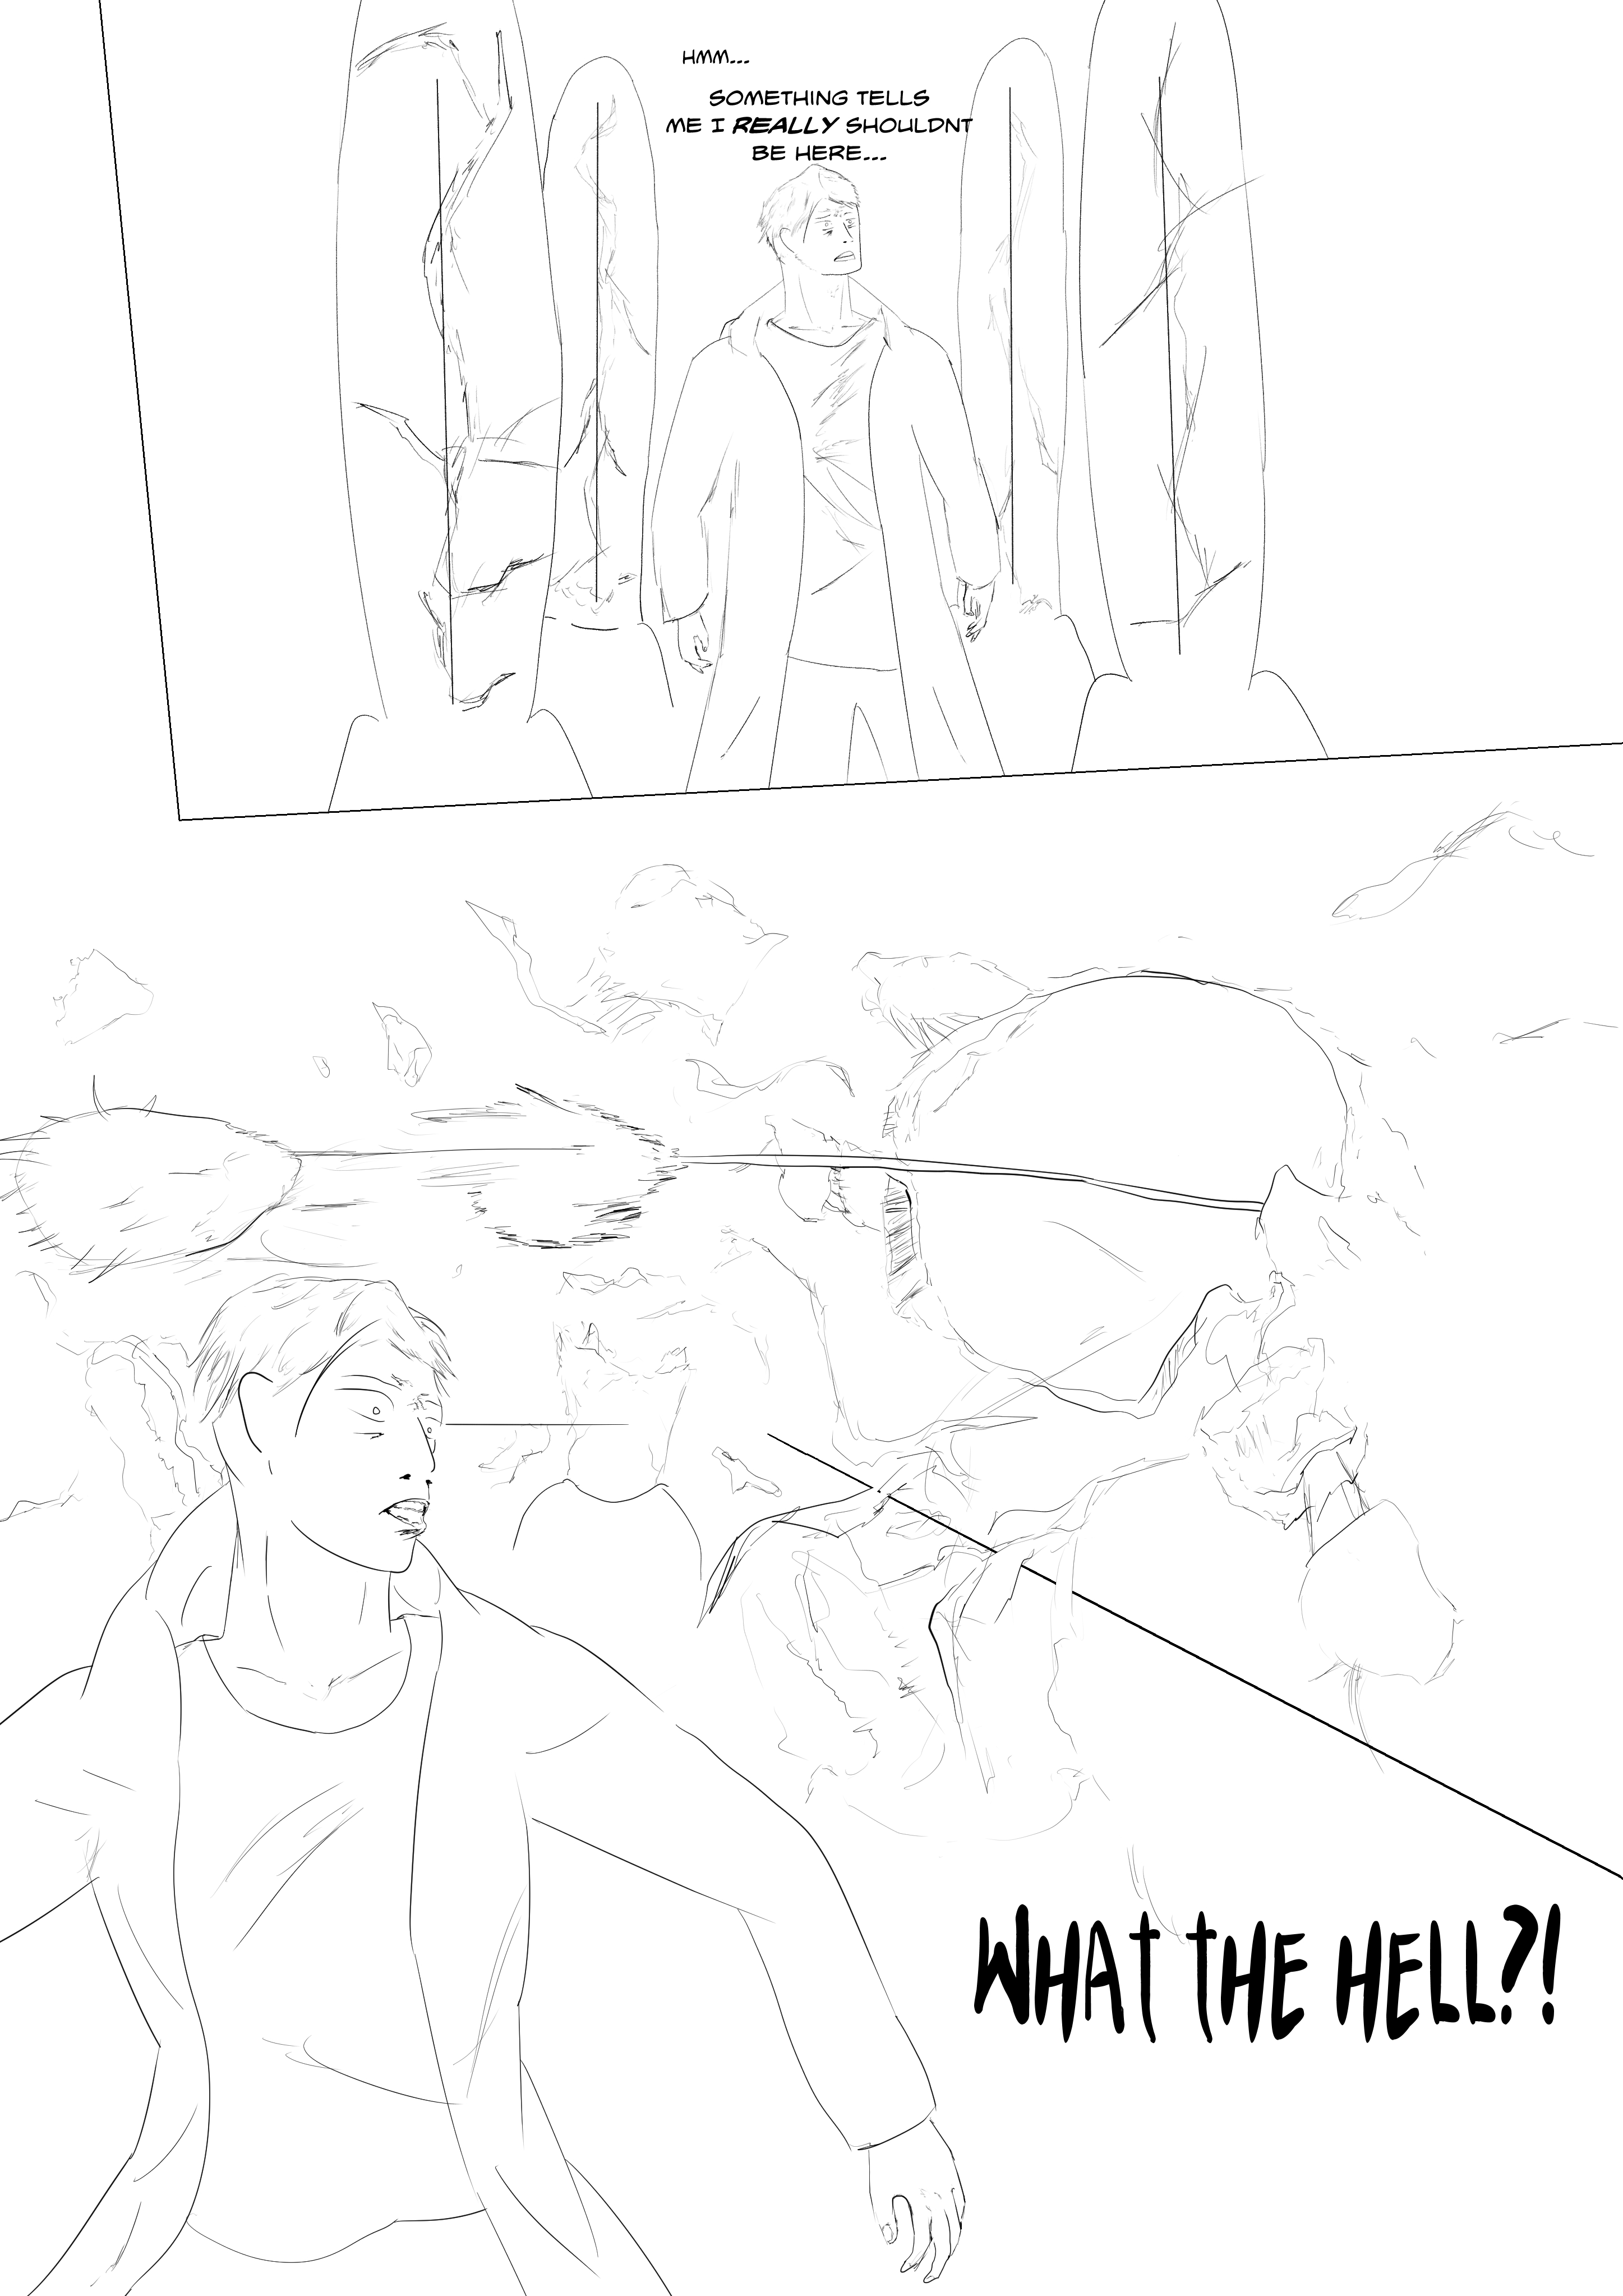 HMM...
SOMETHING TELLS
ME I REALLY SHOULDNT
BE HERE...
WHAT THE HELL?!